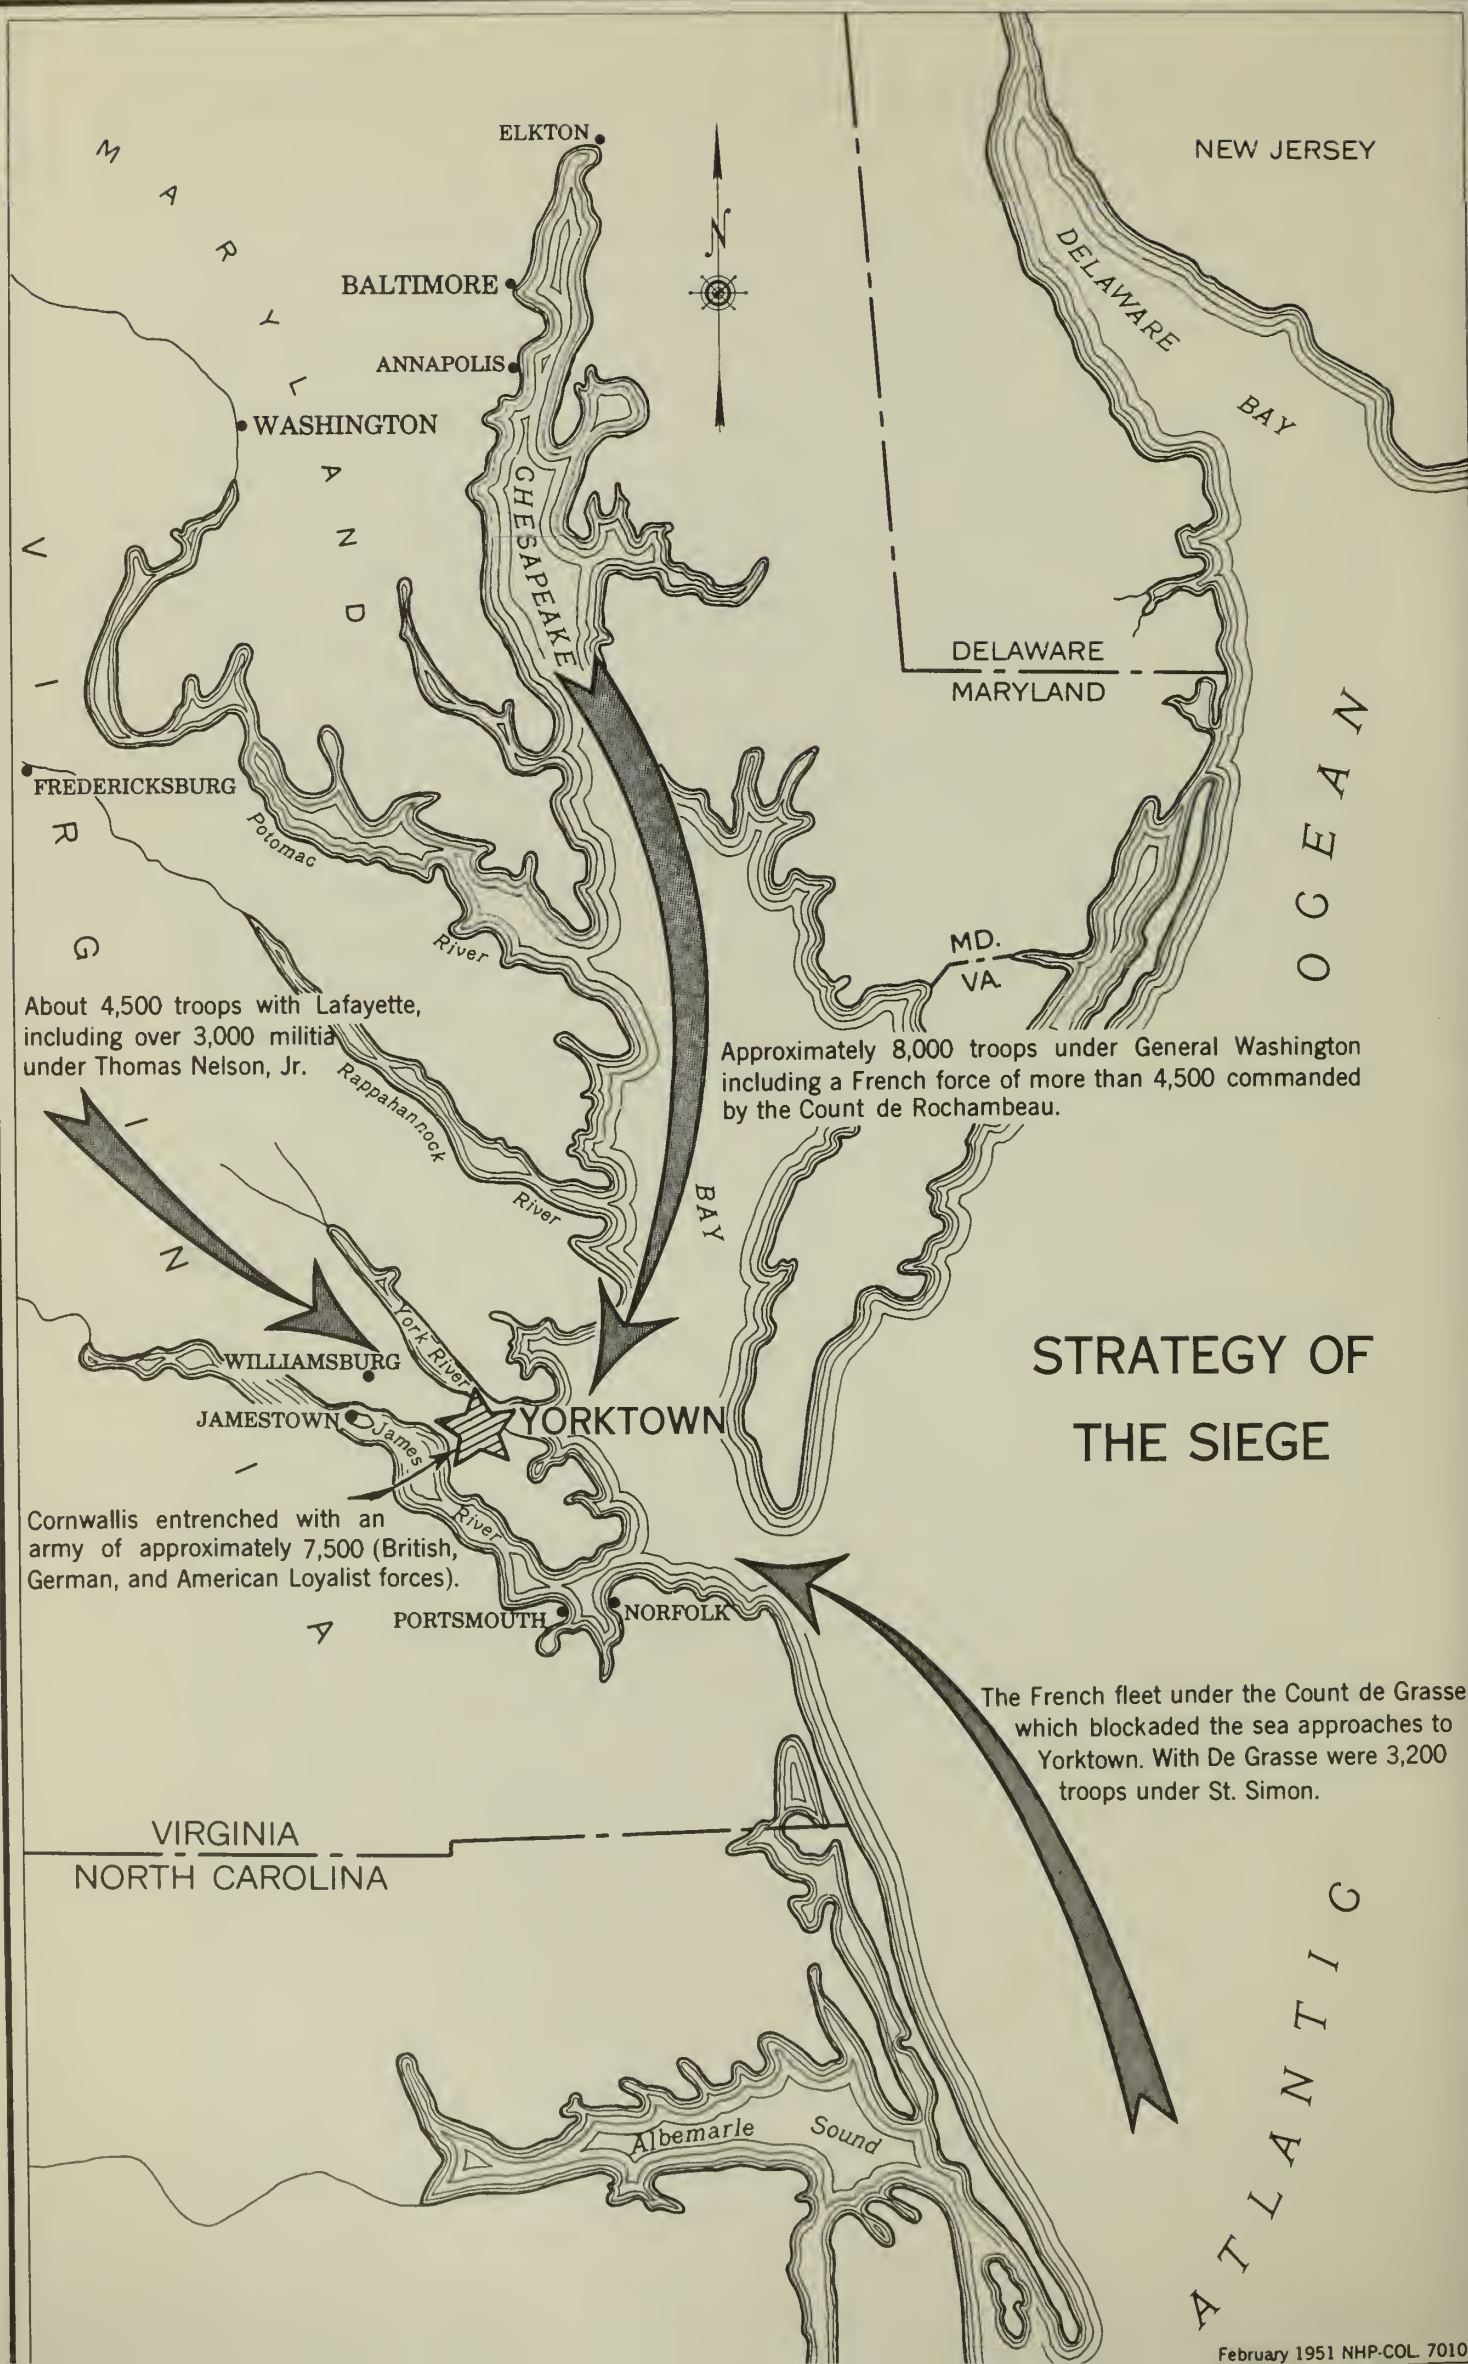 ELKTON
NEW JERSEY
MARYLAND
DELAWARE
BAY
BALTIMORE
ANNAPOLIS
N
WASHINGTON
CHESAPEAKE
BAY
VIRGINIA
DELAWARE
MARYLAND
FREDERICKSBURG
Potomac
River
MD.
VA.
ATLANTIC
OCEAN
About 4,500 troops with Lafayette,
including over 3,000 militia
under Thomas Nelson, Jr.
Approximately 8,000 troops under General Washington
including a French force of more than 4,500 commanded
by the Count de Rochambeau.
Rappahannock
River
York River
WILLIAMSBURG
STRATEGY OF
THE SIEGE
JAMESTOWN
James
River
YORKTOWN
Cornwallis entrenched with an
army of approximately 7,500 (British,
German, and American Loyalist forces).
PORTSMOUTH
NORFOLK
The French fleet under the Count de Grasse
which blockaded the sea approaches to
Yorktown. With De Grasse were 3,200
troops under St. Simon.
VIRGINIA
NORTH CAROLINA
Albemarle Sound
February 1951 NHP-COL. 7010